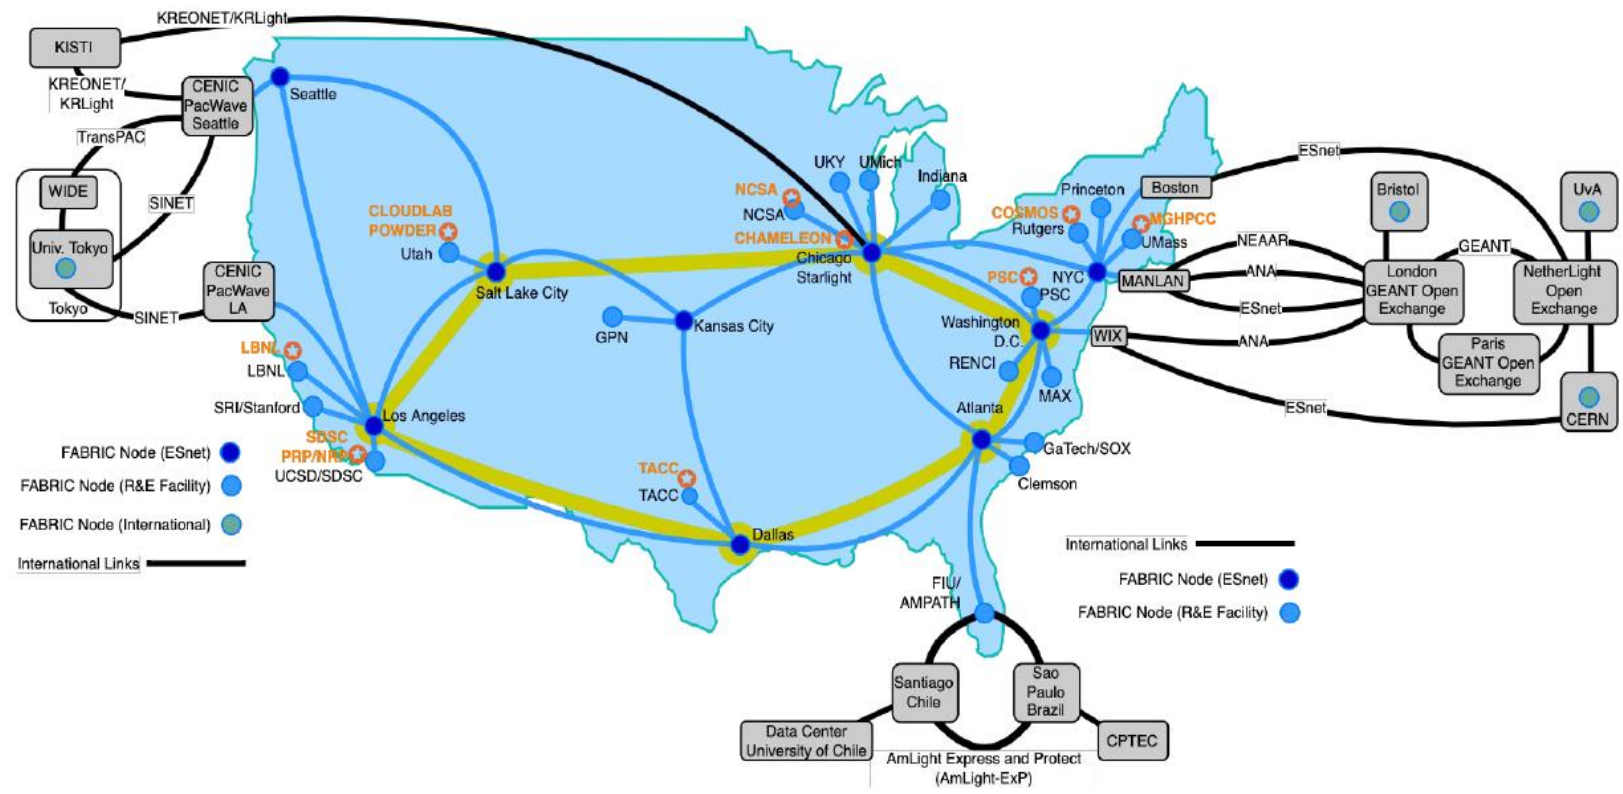 KREONET/KRLight
KISTI
KREONET/
KRLight
CENIC
PacWave
Seattle
Seattle
TransPAC
WIDE
SINET
Univ. Tokyo
Tokyo
SINET
CENIC
PacWave
LA
CLOUDLAB
POWDER
Utah
Salt Lake City
NCSA
NCSA
UKY
UMich
Indiana
CHAMELEON
Chicago
Starlight
Kansas City
GPN
LBNL
LBNL
SRI/Stanford
Los Angeles
SDSC
PRP/NRP
UCSD/SDSC
TACC
TACC
Dallas
COSMOS
Rutgers
Princeton
MGHPCC
UMass
Boston
NYC
MANLAN
PSC
PSC
Washington
D.C.
WIX
RENCI
MAX
Atlanta
GaTech/SOX
Clemson
ESnet
Bristol
UvA
NEAAR
ANA
ESnet
ANA
ESnet
GEANT
London
GEANT Open
Exchange
NetherLight
Open
Exchange
Paris
GEANT Open
Exchange
CERN
FABRIC Node (ESnet)
FABRIC Node (R&E Facility)
FABRIC Node (International)
International Links
International Links
FABRIC Node (ESnet)
FABRIC Node (R&E Facility)
FIU/
AMPATH
Santiago
Chile
Sao
Paulo
Brazil
Data Center
University of Chile
CPTEC
AmLight Express and Protect
(AmLight-ExP)